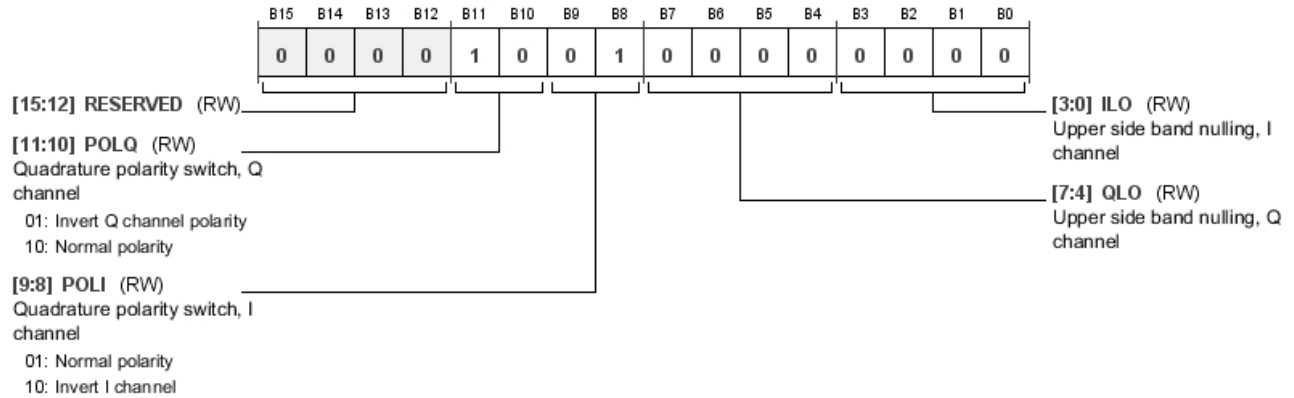 B15 B14 B13 B12 B11 B10 B9 B8 B7 B6 B5 B4 B3 B2 B1 B0
0 0 0 0 1 0 0 1 0 0 0 0 0 0 0 0
[15:12] RESERVED (RW)
[11:10] POLQ (RW)
Quadrature polarity switch, Q
channel
01: Invert Q channel polarity
10: Normal polarity
[9:8] POLI (RW)
Quadrature polarity switch, I
channel
01: Normal polarity
10: Invert I channel
[3:0] ILO (RW)
Upper side band nulling, I
channel
[7:4] QLO (RW)
Upper side band nulling, Q
channel